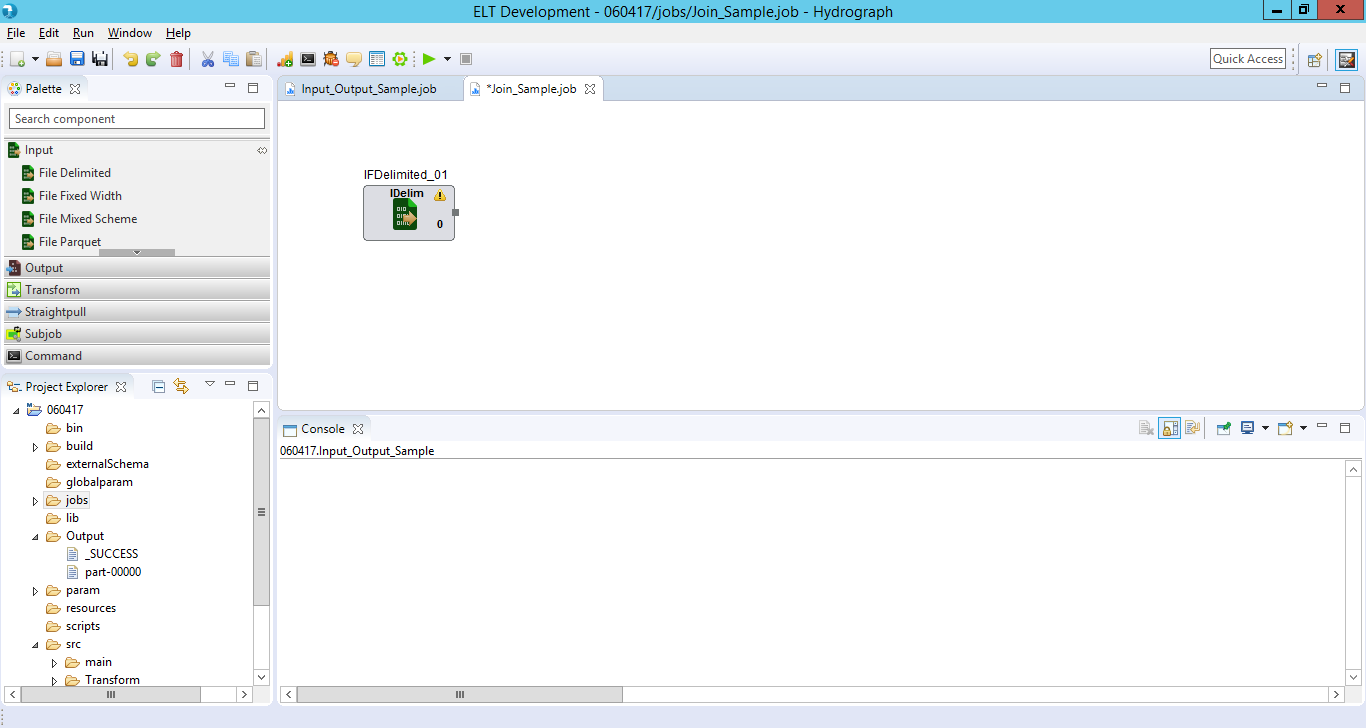 ELT Development - 060417/jobs/Join_Sample.job - Hydrograph
File Edit Run Window Help
Quick Access
Palette
Search component
Input
File Delimited
File Fixed Width
File Mixed Scheme
File Parquet
Output
Transform
Straightpull
Subjob
Command
Project Explorer
060417
bin
build
externalSchema
globalparam
jobs
lib
Output
_SUCCESS
part-00000
param
resources
scripts
src
main
Transform
Input_Output_Sample.job
*Join_Sample.job
IFDelimited_01
IDelim
0
Console
060417.Input_Output_Sample